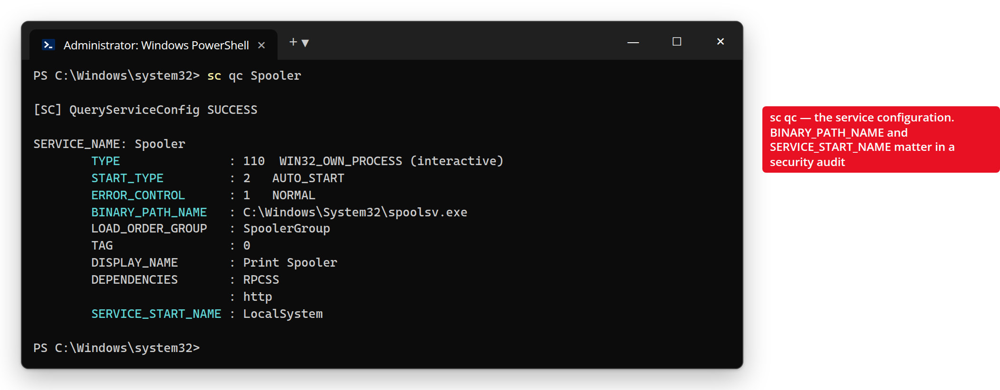 Administrator: Windows PowerShell
PS C:\Windows\system32> sc qc Spooler
[SC] QueryServiceConfig SUCCESS
SERVICE_NAME: Spooler
TYPE : 110 WIN32_OWN_PROCESS (interactive)
START_TYPE : 2 AUTO_START
ERROR_CONTROL : 1 NORMAL
BINARY_PATH_NAME : C:\Windows\System32\spoolsv.exe
LOAD_ORDER_GROUP : SpoolerGroup
TAG : 0
DISPLAY_NAME : Print Spooler
DEPENDENCIES : RPCSS
: http
SERVICE_START_NAME : LocalSystem
PS C:\Windows\system32>
sc qc — the service configuration.
BINARY_PATH_NAME and
SERVICE_START_NAME matter in a
security audit